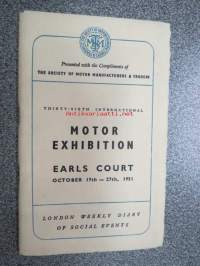 Presented with the Compliments of
THE SOCIETY OF MOTOR MANUFACTURERS & TRADERS
THIRTY-SIXTH INTERNATIONAL
MOTOR
EXHIBITION
EARLS COURT
OCTOBER 17th — 27th, 1951
LONDON WEEKLY DIARY
OF SOCIAL EVENTS